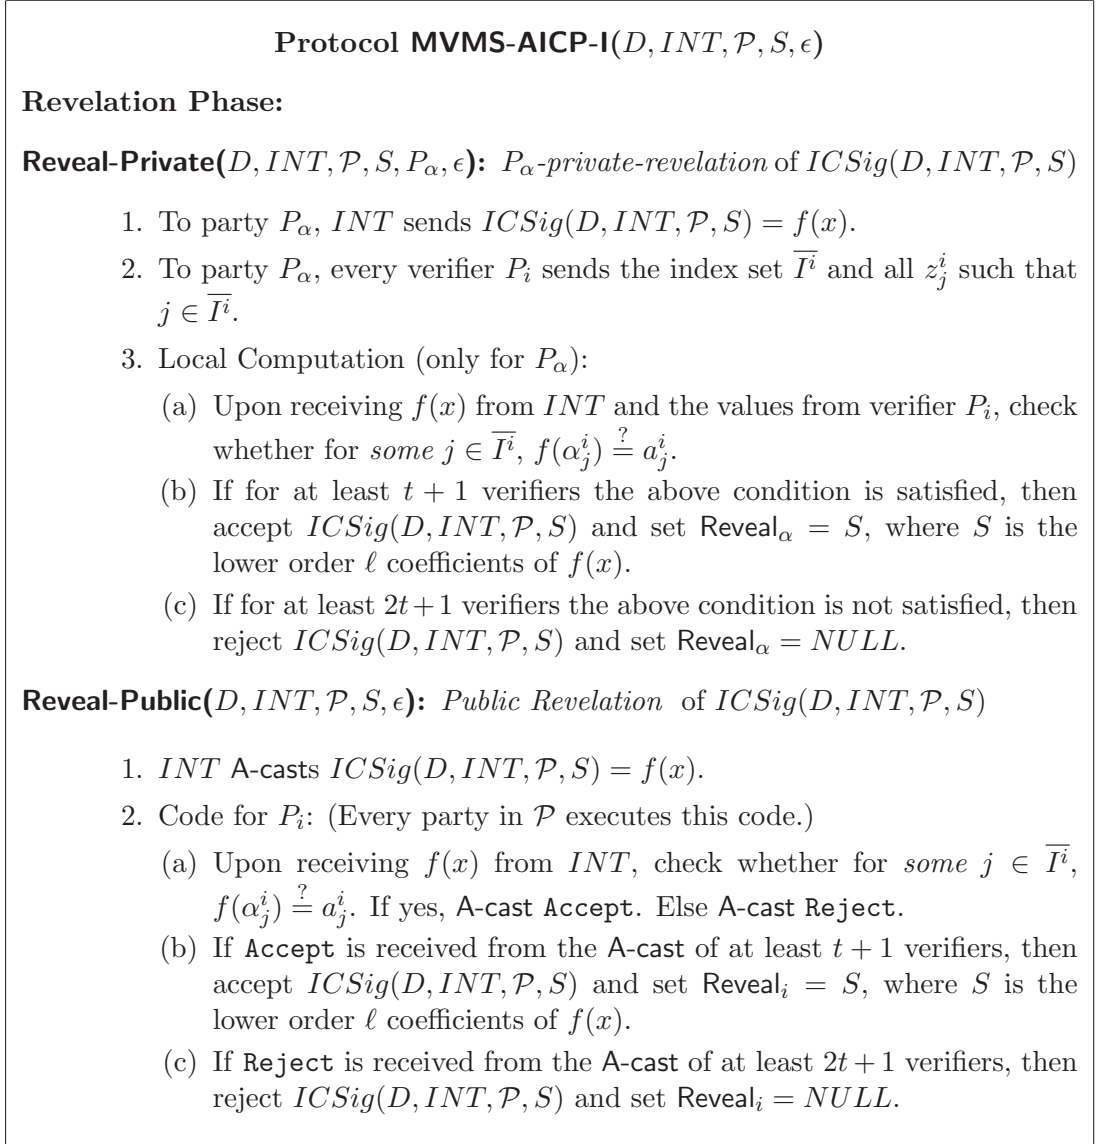 Protocol MVMS-AICP-I(D, INT, 𝒫, S, ϵ)
Revelation Phase:
Reveal-Private(D, INT, 𝒫, S, P_α, ϵ): P_α-private-revelation of ICSig(D, INT, 𝒫, S)
1. To party P_α, INT sends ICSig(D, INT, 𝒫, S) = f(x).
2. To party P_α, every verifier P_i sends the index set \overline{I^i} and all z_j^i such that
j ∈ \overline{I^i}.
3. Local Computation (only for P_α):
(a) Upon receiving f(x) from INT and the values from verifier P_i, check
whether for some j ∈ \overline{I^i}, f(α_j^i) \stackrel{?}{=} a_j^i.
(b) If for at least t + 1 verifiers the above condition is satisfied, then
accept ICSig(D, INT, 𝒫, S) and set Reveal_α = S, where S is the
lower order ℓ coefficients of f(x).
(c) If for at least 2t+1 verifiers the above condition is not satisfied, then
reject ICSig(D, INT, 𝒫, S) and set Reveal_α = NULL.
Reveal-Public(D, INT, 𝒫, S, ϵ): Public Revelation of ICSig(D, INT, 𝒫, S)
1. INT A-casts ICSig(D, INT, 𝒫, S) = f(x).
2. Code for P_i: (Every party in 𝒫 executes this code.)
(a) Upon receiving f(x) from INT, check whether for some j ∈ \overline{I^i},
f(α_j^i) \stackrel{?}{=} a_j^i. If yes, A-cast Accept. Else A-cast Reject.
(b) If Accept is received from the A-cast of at least t + 1 verifiers, then
accept ICSig(D, INT, 𝒫, S) and set Reveal_i = S, where S is the
lower order ℓ coefficients of f(x).
(c) If Reject is received from the A-cast of at least 2t+1 verifiers, then
reject ICSig(D, INT, 𝒫, S) and set Reveal_i = NULL.